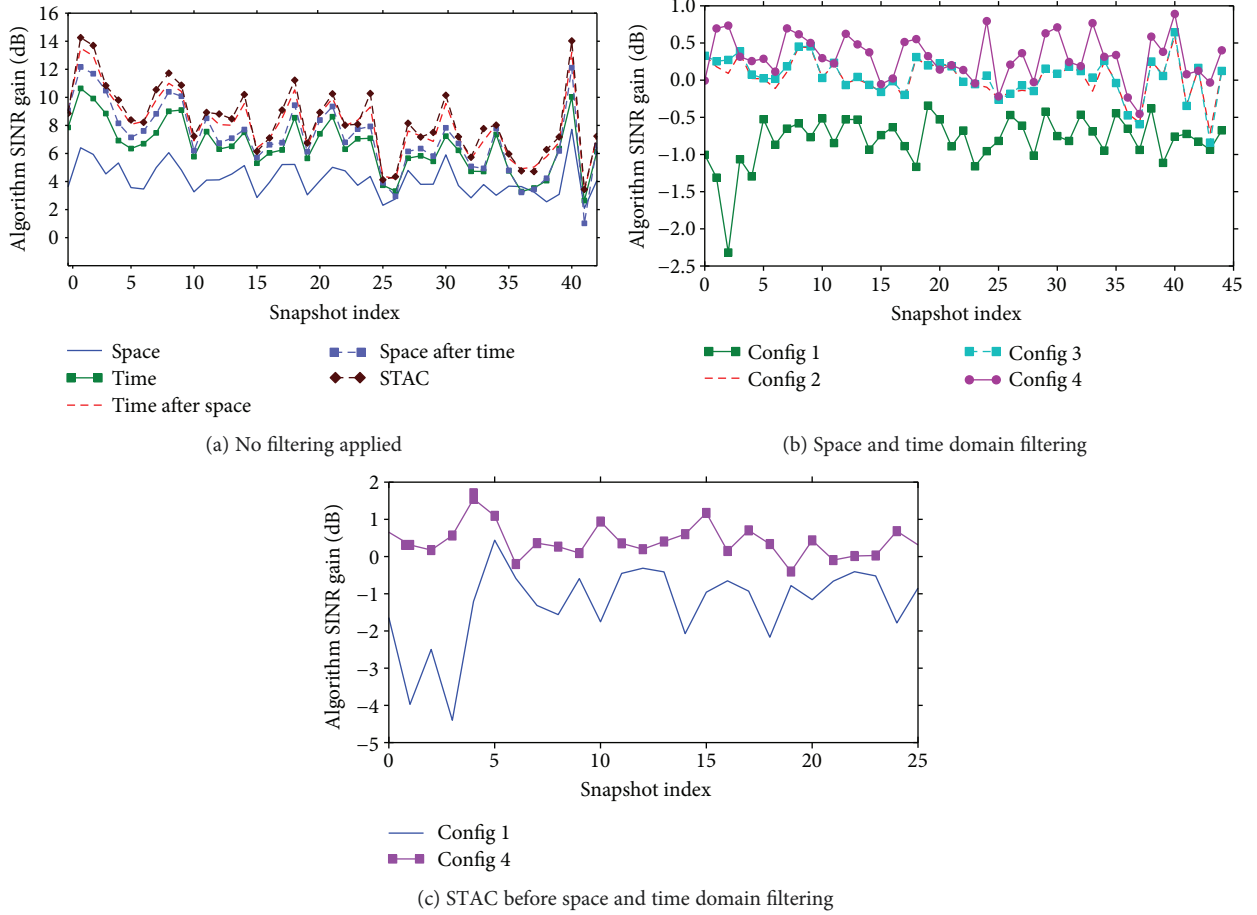 Algorithm SINR gain (dB)
16
14
12
10
8
6
4
2
0
0 5 10 15 20 25 30 35 40
Snapshot index
Space
Time
Time after space
Space after time
STAC
(a) No filtering applied
Algorithm SINR gain (dB)
1.0
0.5
0.0
−0.5
−1.0
−1.5
−2.0
−2.5
0 5 10 15 20 25 30 35 40 45
Snapshot index
Config 1
Config 2
Config 3
Config 4
(b) Space and time domain filtering
Algorithm SINR gain (dB)
2
1
0
−1
−2
−3
−4
−5
0 5 10 15 20 25
Snapshot index
Config 1
Config 4
(c) STAC before space and time domain filtering